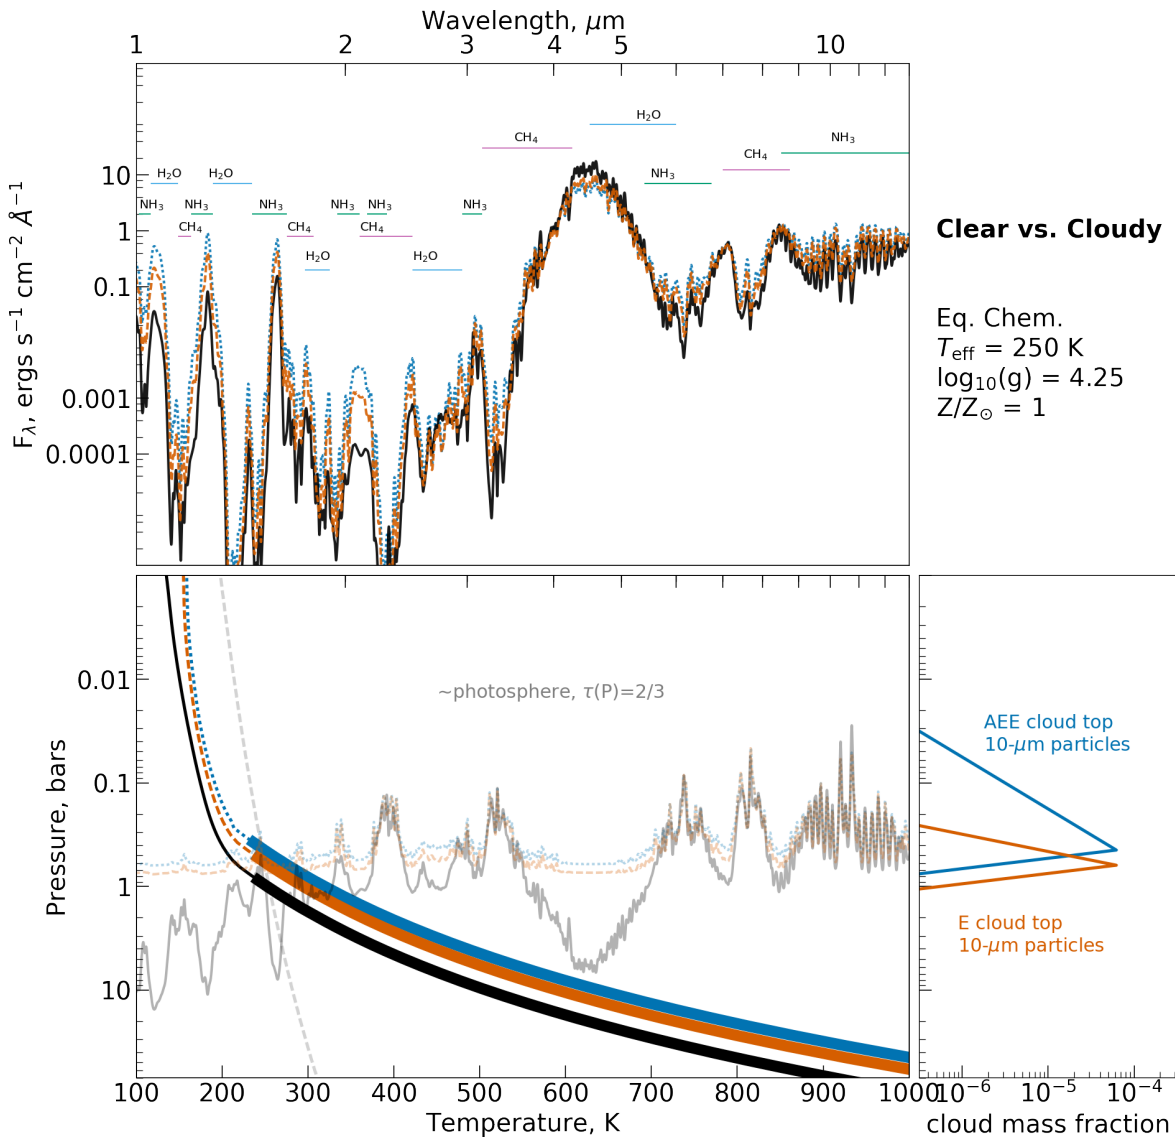 Wavelength, μm
1 2 3 4 5 10
F_λ, ergs s⁻¹ cm⁻² Å⁻¹
10
1
0.1
0.001
0.0001
H₂O
CH₄
NH₃
CH₄
H₂O H₂O
NH₃
NH₃ NH₃ NH₃ NH₃ NH₃
CH₄ CH₄ CH₄
H₂O H₂O
Clear vs. Cloudy
Eq. Chem.
T_eff = 250 K
log₁₀(g) = 4.25
Z/Z_⊙ = 1
Pressure, bars
0.01
0.1
1
10
~photosphere, τ(P)=2/3
100 200 300 400 500 600 700 800 900 1000
Temperature, K
AEE cloud top
10-μm particles
E cloud top
10-μm particles
10⁻⁶ 10⁻⁵ 10⁻⁴
cloud mass fraction